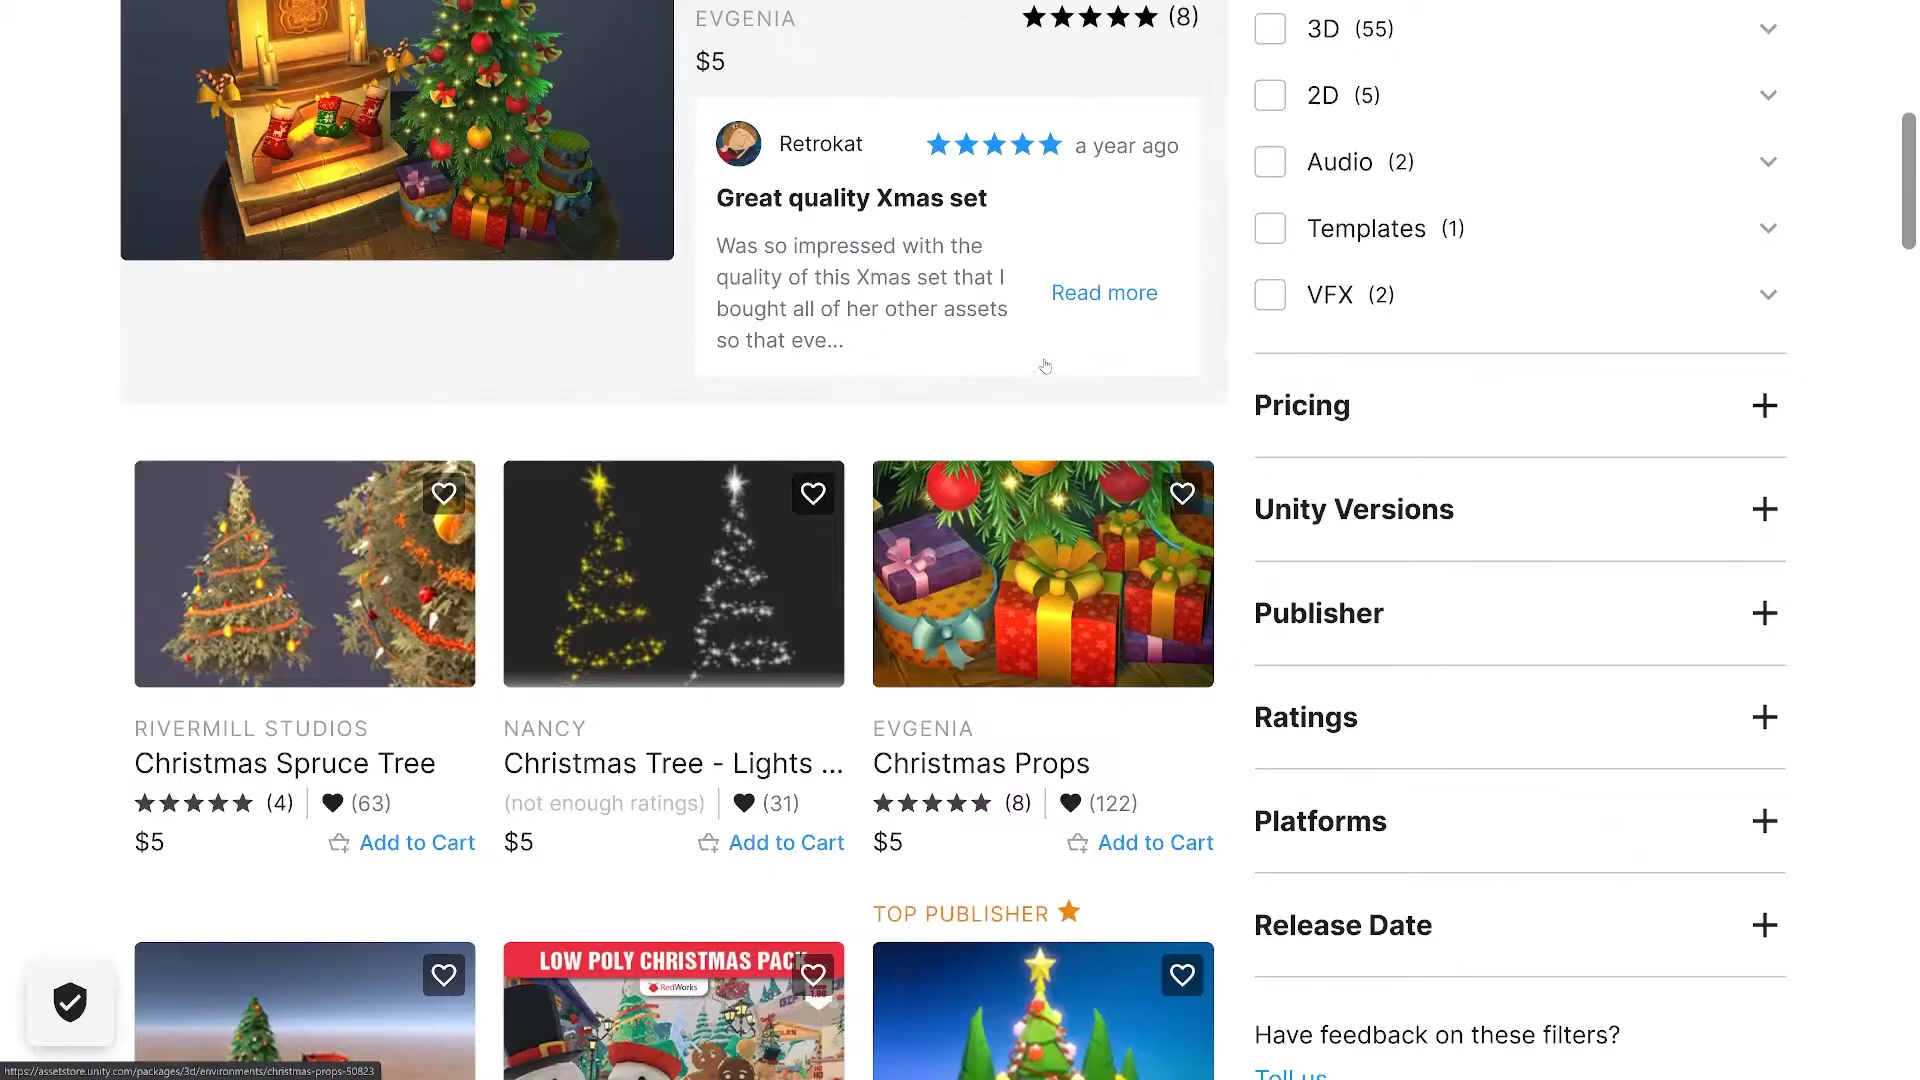 EVGENIA
(8)
$5
Retrokat
a year ago
Great quality Xmas set
Was so impressed with the
quality of this Xmas set that I
bought all of her other assets
so that eve...
Read more
3D (55)
2D (5)
Audio (2)
Templates (1)
VFX (2)
Pricing
Unity Versions
Publisher
Ratings
Platforms
Release Date
Have feedback on these filters?
Tell us
RIVERMILL STUDIOS
Christmas Spruce Tree
(4) (63)
$5 Add to Cart
NANCY
Christmas Tree - Lights ...
(not enough ratings) (31)
$5 Add to Cart
EVGENIA
Christmas Props
(8) (122)
$5 Add to Cart
TOP PUBLISHER
LOW POLY CHRISTMAS PACK
RedWorks
https://assetstore.unity.com/packages/3d/environments/christmas-props-50823